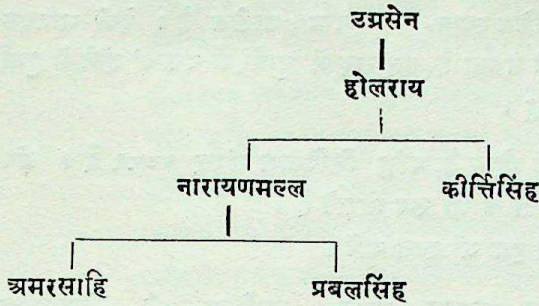 उग्रसेन
होलराय
नारायणमल्ल कीर्त्तिसिंह
अमरसाहि प्रबलसिंह